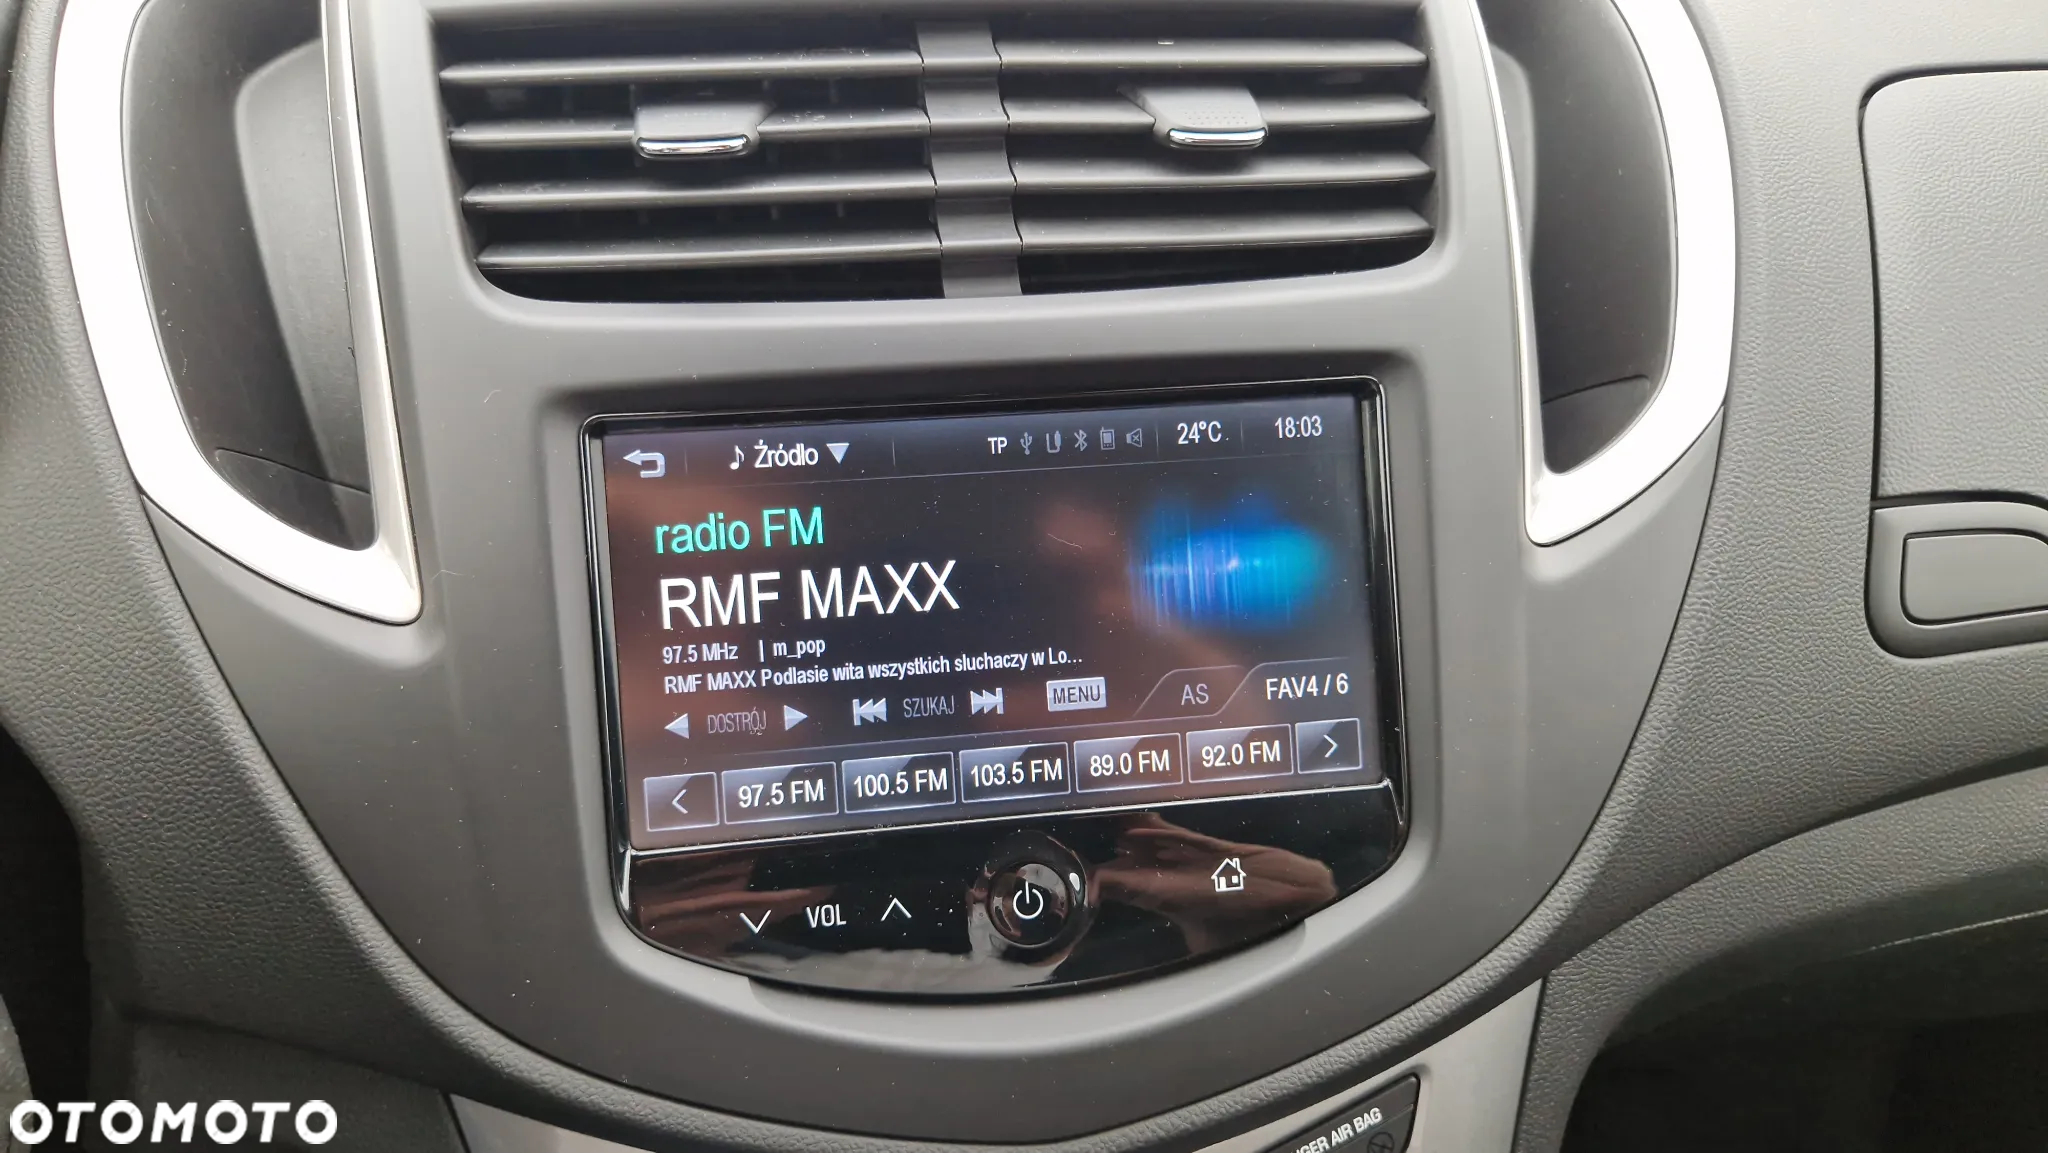 ♪ Źródło ▼ TP 24°C 18:03
radio FM
RMF MAXX
97.5 MHz | m_pop
RMF MAXX Podlasie wita wszystkich sluchaczy w Lo...
DOSTRÓJ SZUKAJ MENU AS FAV4 / 6
< 97.5 FM 100.5 FM 103.5 FM 89.0 FM 92.0 FM >
VOL
NGER AIR BAG
OTOMOTO